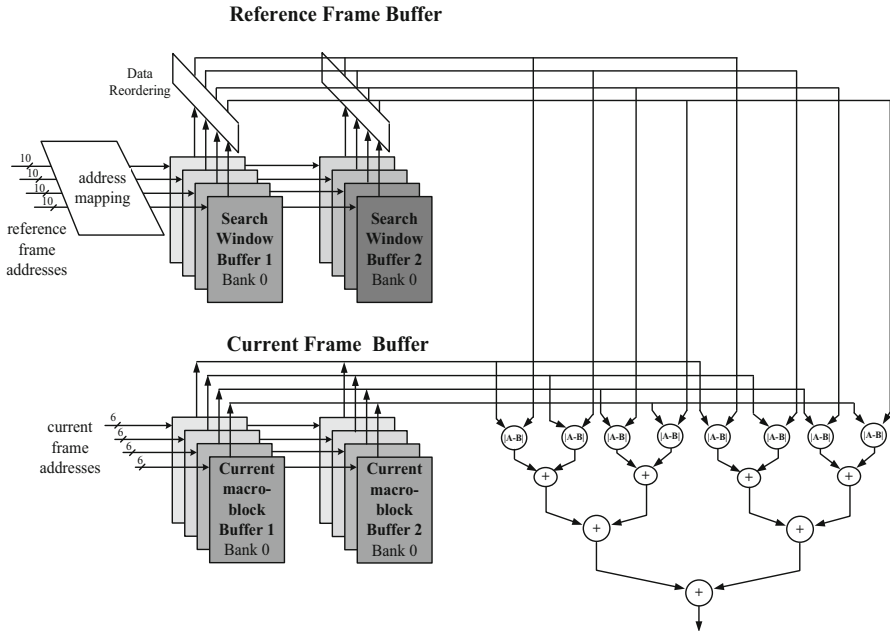 Reference Frame Buffer
Data
Reordering
10
10
10
10
address
mapping
reference
frame
addresses
Search
Window
Buffer 1
Bank 0
Search
Window
Buffer 2
Bank 0
Current Frame Buffer
current
frame
addresses
6
6
6
6
Current
macro-
block
Buffer 1
Bank 0
Current
macro-
block
Buffer 2
Bank 0
|A-B|
|A-B|
|A-B|
|A-B|
|A-B|
|A-B|
|A-B|
|A-B|
+
+
+
+
+
+
+